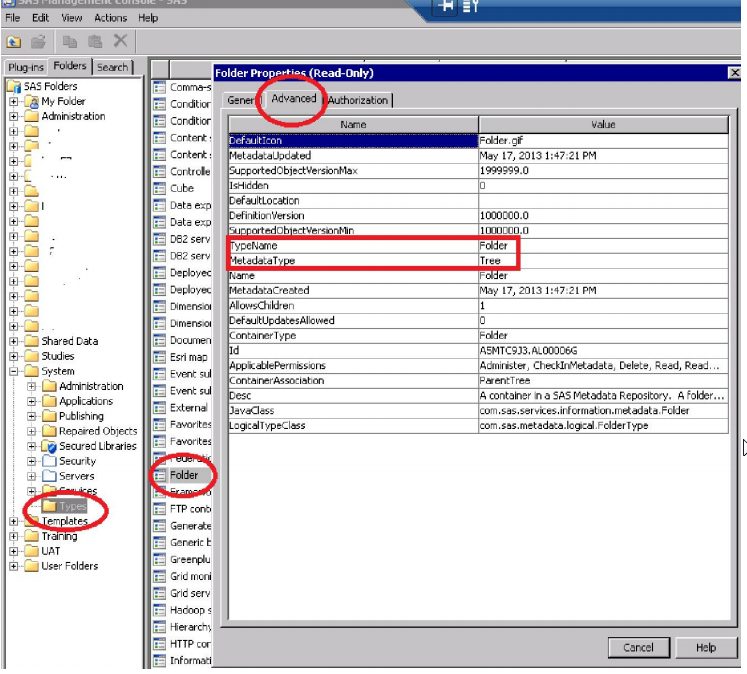 SAS Management Console - SAS
File Edit View Actions Help
Plug-ins Folders Search
SAS Folders
My Folder
Administration
Shared Data
Studies
System
Administration
Applications
Publishing
Repaired Objects
Secured Libraries
Security
Servers
Services
Types
Templates
Training
UAT
User Folders
Comma-s
Condition
Condition
Content s
Content s
Controlle
Cube
Data exp
Data exp
DB2 serv
DB2 serv
Deployed
Deployed
Dimension
Dimension
Documen
Esri map
Event sul
Event sul
External
Favorites
Favorites
Folder
Framewo
FTP cont
Generate
Generic b
Greenplu
Grid moni
Grid serv
Hadoop s
Hierarchy
HTTP con
Informati
Folder Properties (Read-Only)
General Advanced Authorization
Name Value
DefaultIcon Folder.gif
MetadataUpdated May 17, 2013 1:47:21 PM
SupportedObjectVersionMax 1999999.0
IsHidden 0
DefaultLocation
DefinitionVersion 1000000.0
SupportedObjectVersionMin 1000000.0
TypeName Folder
MetadataType Tree
Name Folder
MetadataCreated May 17, 2013 1:47:21 PM
AllowsChildren 1
DefaultUpdatesAllowed 0
ContainerType Folder
Id A5MTC9J3.AL00006G
ApplicablePermissions Administer, CheckInMetadata, Delete, Read, Read...
ContainerAssociation ParentTree
Desc A container in a SAS Metadata Repository. A folder...
JavaClass com.sas.services.information.metadata.Folder
LogicalTypeClass com.sas.metadata.logical.FolderType
Cancel Help